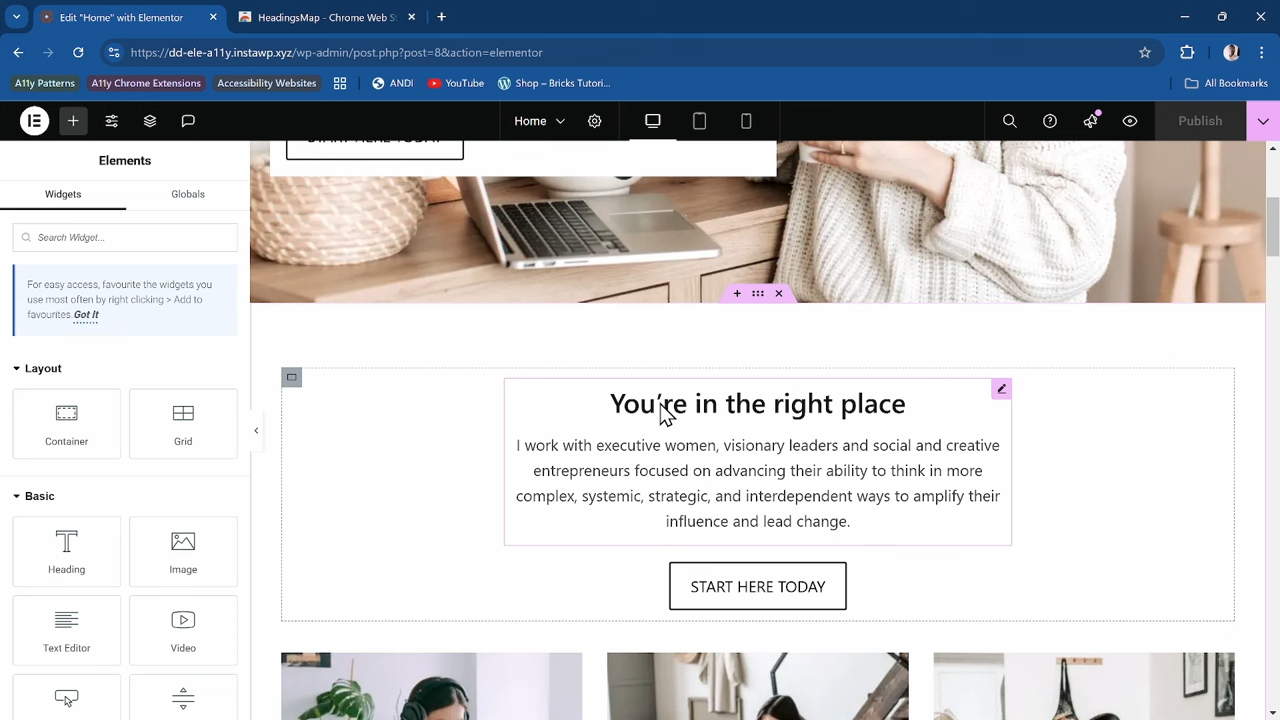 Edit "Home" with Elementor
HeadingsMap - Chrome Web S
https://dd-ele-a11y.instawp.xyz/wp-admin/post.php?post=8&action=elementor
A11y Patterns
A11y Chrome Extensions
Accessibility Websites
ANDI
YouTube
Shop – Bricks Tutori...
All Bookmarks
Home
Publish
Elements
Widgets
Globals
Search Widget...
For easy access, favourite the widgets you
use most often by right clicking > Add to
favourites.Got It
Layout
Container
Grid
Basic
Heading
Image
Text Editor
Video
START HERE TODAY
You're in the right place
I work with executive women, visionary leaders and social and creative
entrepreneurs focused on advancing their ability to think in more
complex, systemic, strategic, and interdependent ways to amplify their
influence and lead change.
START HERE TODAY